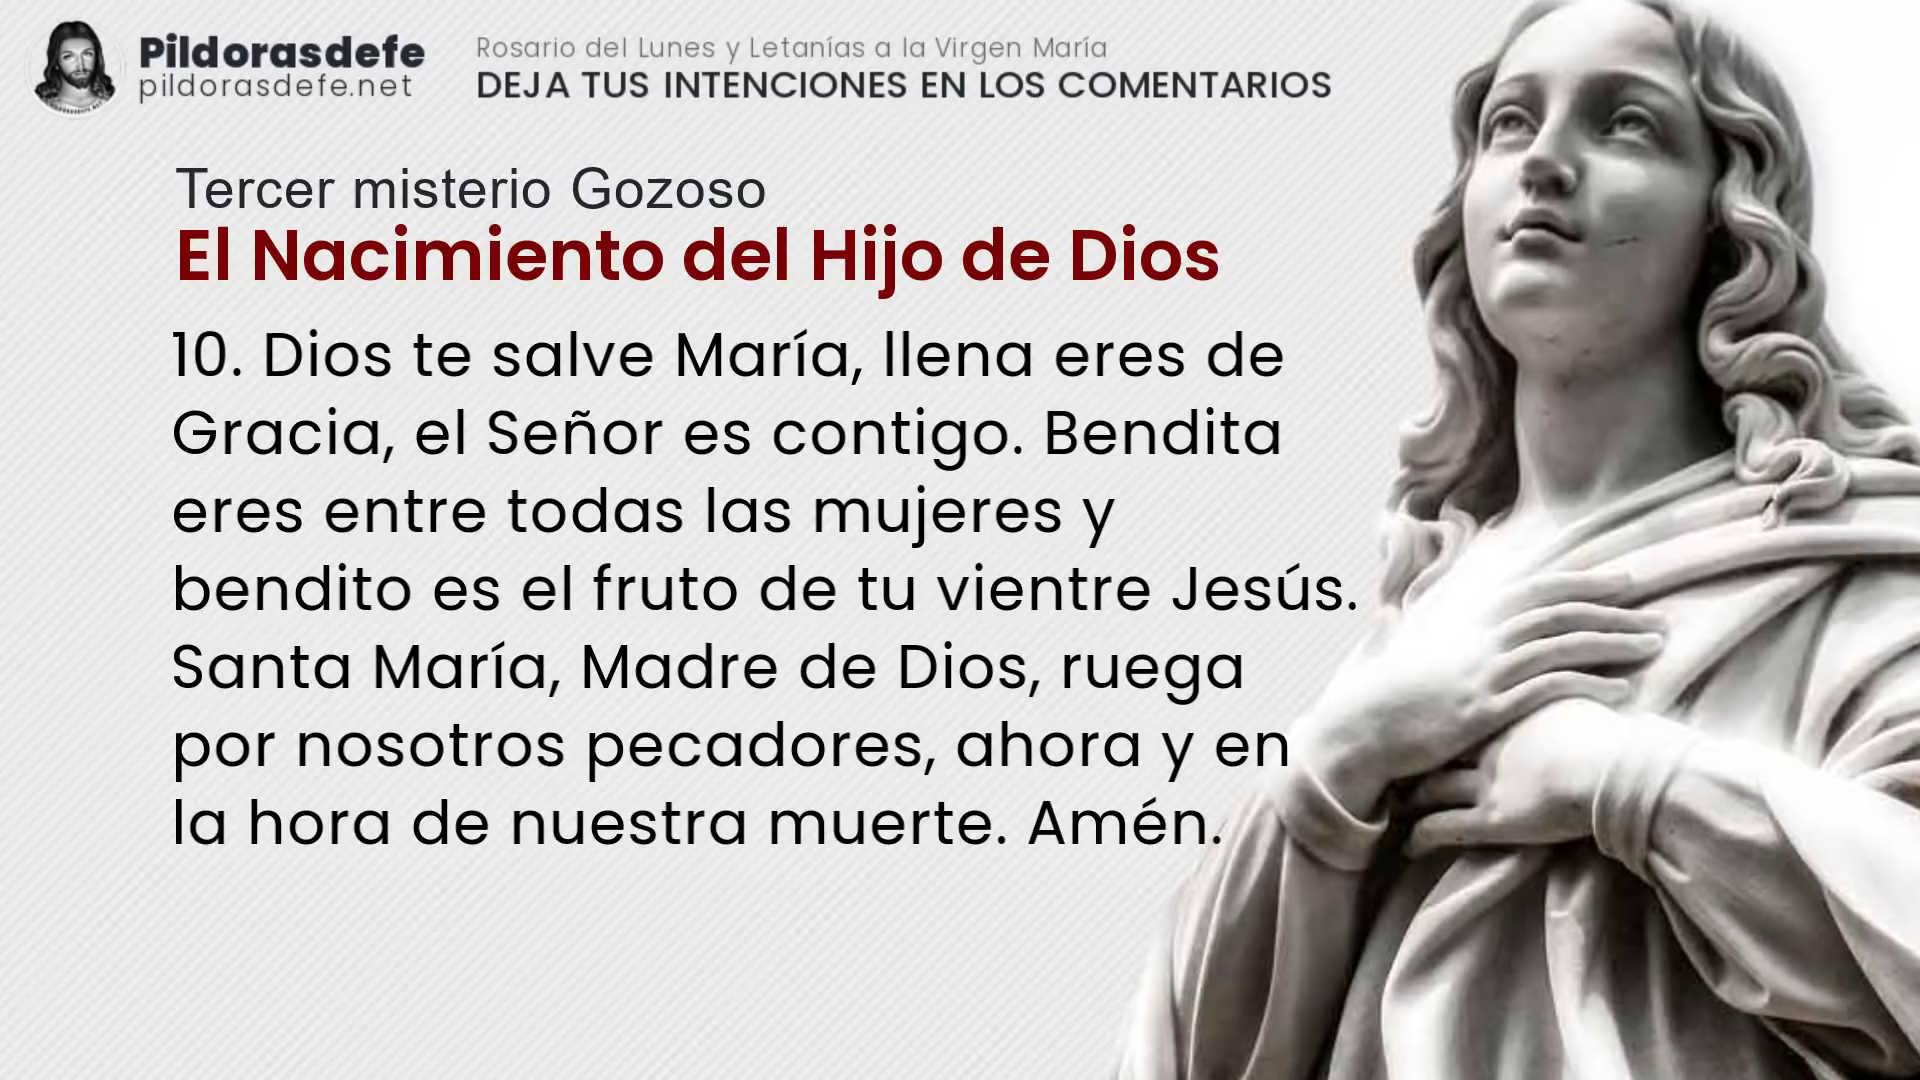 Pildorasdefe
pildorasdefe.net
Rosario del Lunes y Letanías a la Virgen María
DEJA TUS INTENCIONES EN LOS COMENTARIOS
Tercer misterio Gozoso
El Nacimiento del Hijo de Dios
10. Dios te salve María, llena eres de
Gracia, el Señor es contigo. Bendita
eres entre todas las mujeres y
bendito es el fruto de tu vientre Jesús.
Santa María, Madre de Dios, ruega
por nosotros pecadores, ahora y en
la hora de nuestra muerte. Amén.